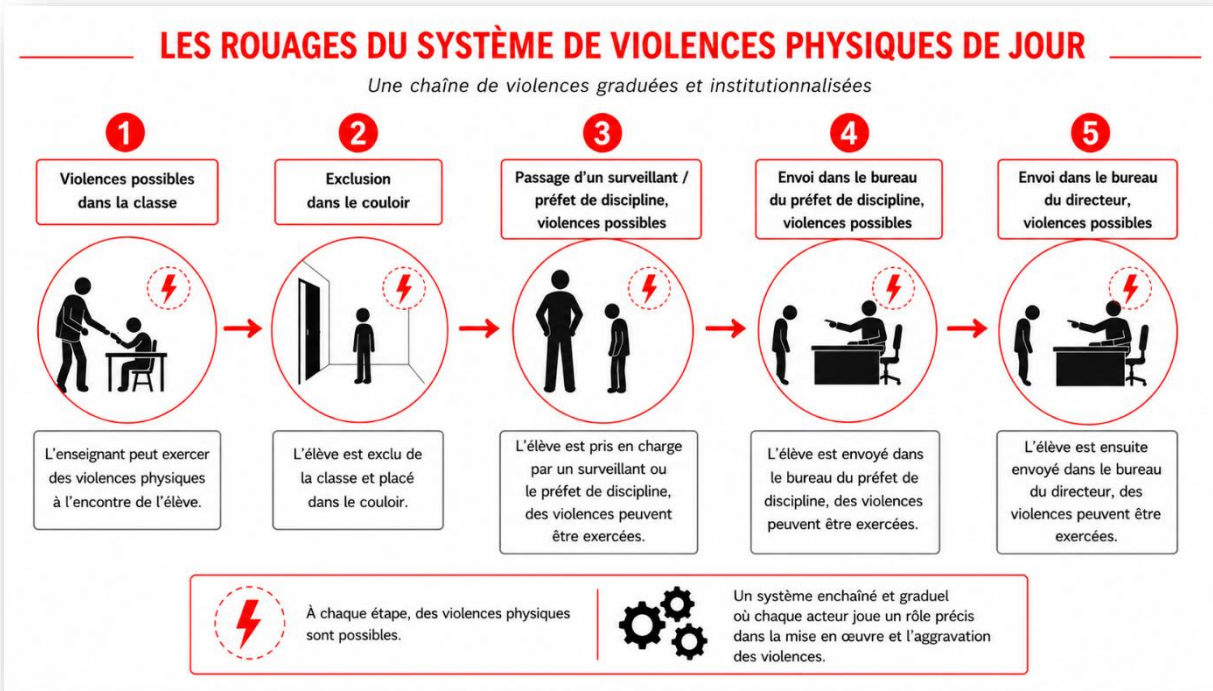 LES ROUAGES DU SYSTÈME DE VIOLENCES PHYSIQUES DE JOUR
Une chaîne de violences graduées et institutionnalisées
1
Violences possibles
dans la classe
L'enseignant peut exercer
des violences physiques
à l'encontre de l'élève.
2
Exclusion
dans le couloir
L'élève est exclu de
la classe et placé
dans le couloir.
3
Passage d'un surveillant /
préfet de discipline,
violences possibles
L'élève est pris en charge
par un surveillant ou
le préfet de discipline,
des violences peuvent
être exercées.
4
Envoi dans le bureau
du préfet de discipline,
violences possibles
L'élève est envoyé dans
le bureau du préfet de
discipline, des violences
peuvent être exercées.
5
Envoi dans le bureau
du directeur,
violences possibles
L'élève est ensuite
envoyé dans le bureau
du directeur, des
violences peuvent être
exercées.
À chaque étape, des violences physiques
sont possibles.
Un système enchaîné et graduel
où chaque acteur joue un rôle précis
dans la mise en œuvre et l'aggravation
des violences.